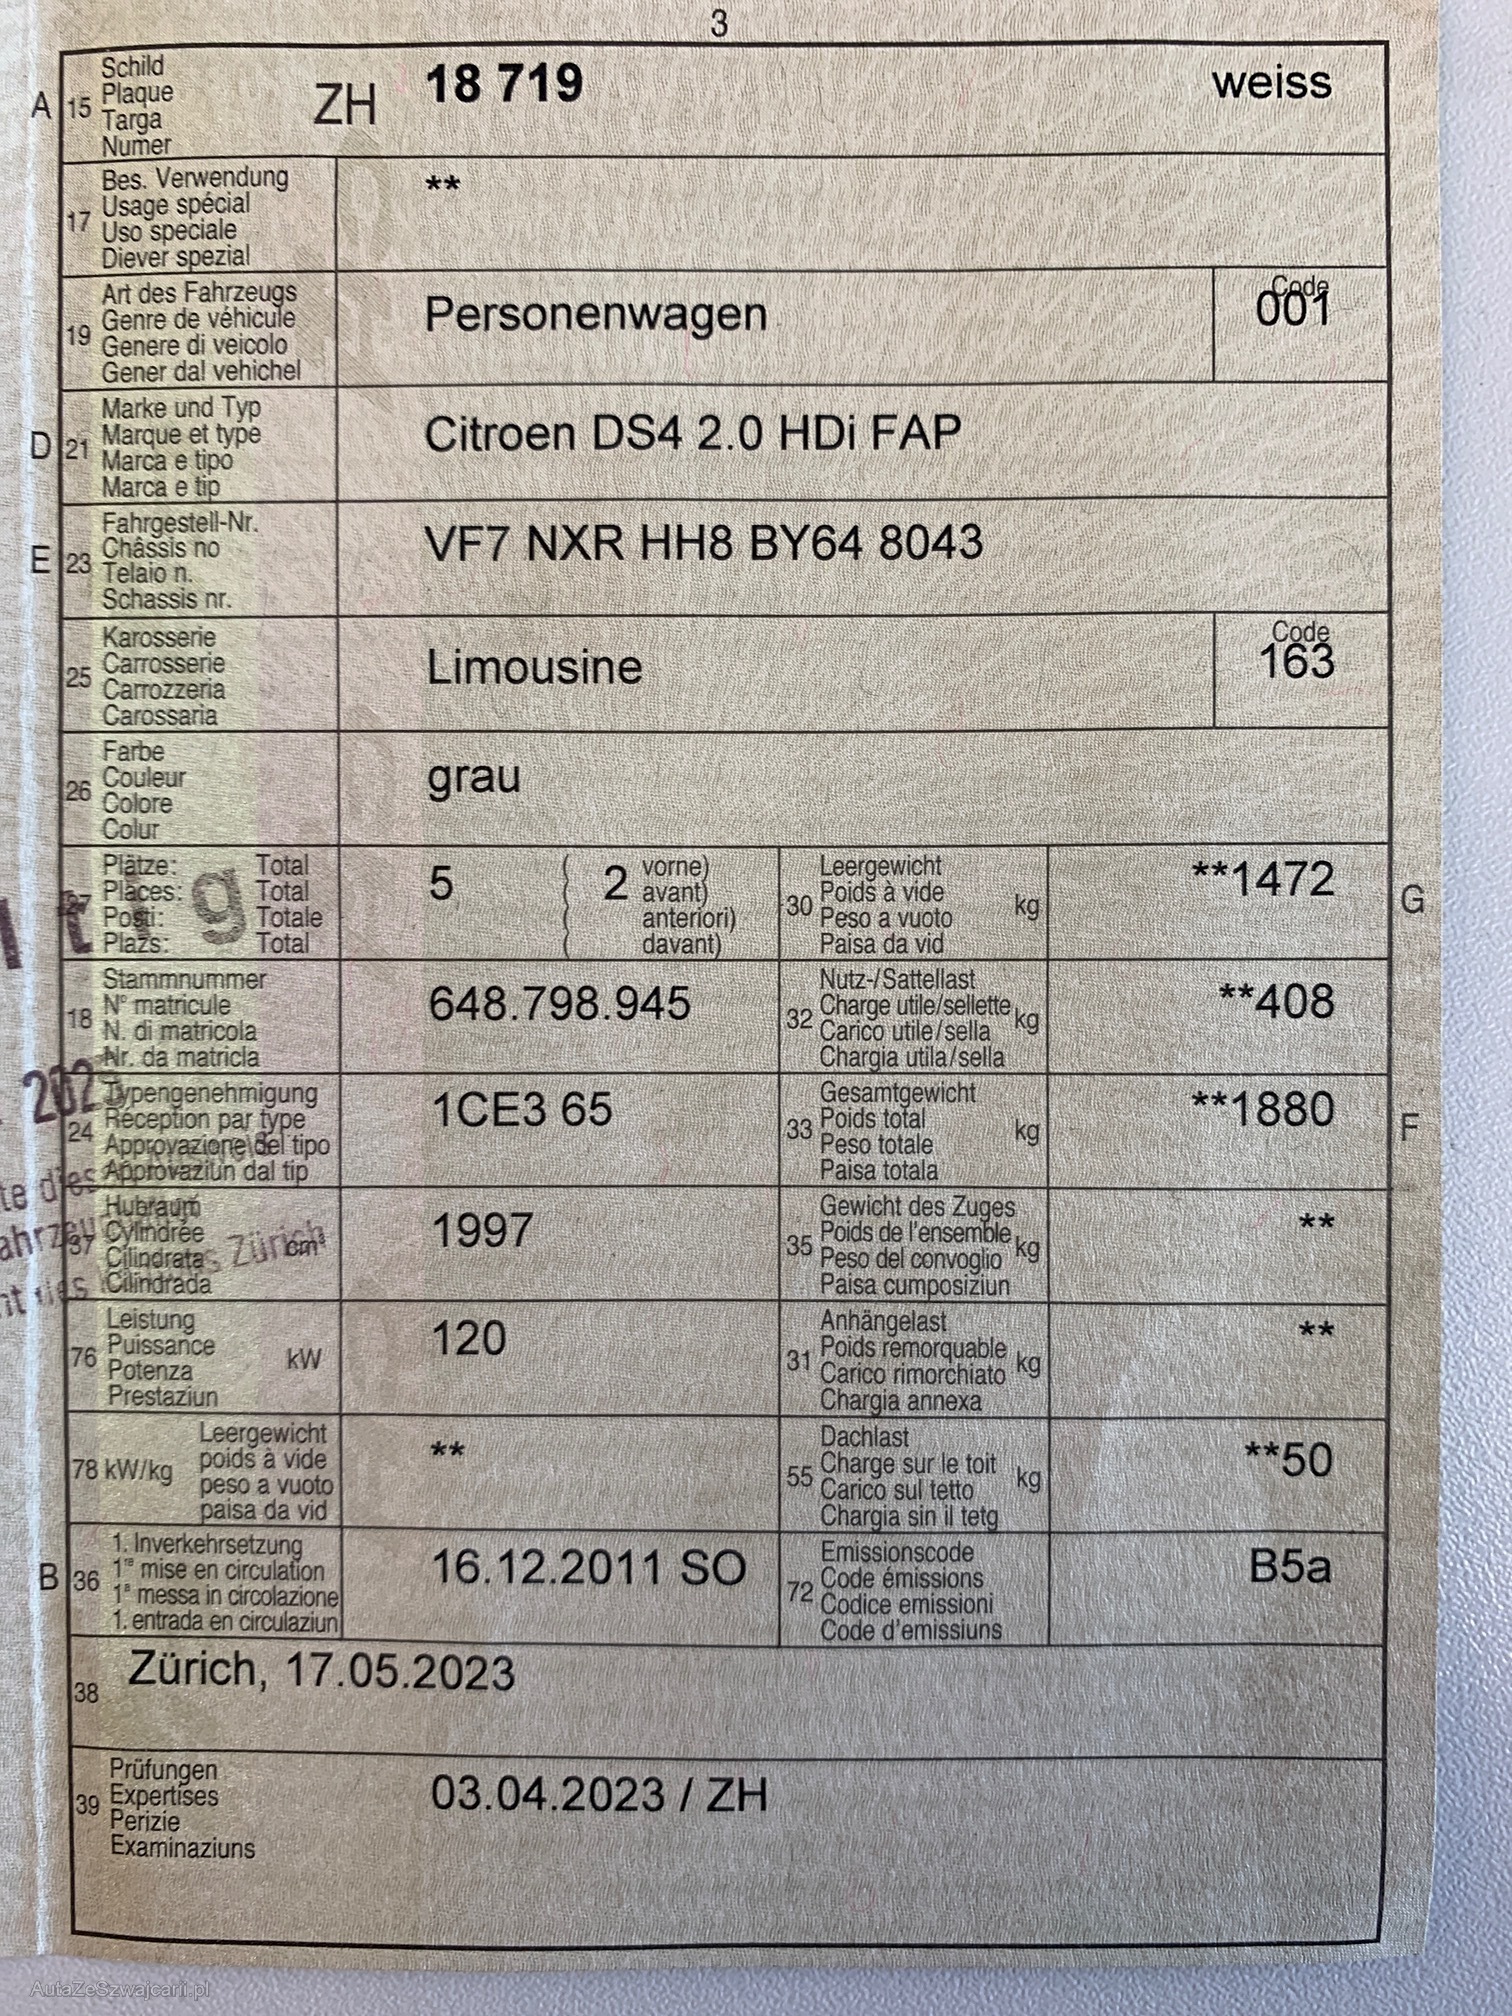 3
A 15 Schild ZH 18 719 weiss
Plaque
Targa
Numer
17 Bes. Verwendung **
Usage spécial
Uso speciale
Diever spezial
19 Art des Fahrzeugs Personenwagen Code 001
Genre de véhicule
Genere di veicolo
Gener dal vehichel
D 21 Marke und Typ Citroen DS4 2.0 HDi FAP
Marque et type
Marca e tipo
Marca e tip
E 23 Fahrgestell-Nr. VF7 NXR HH8 BY64 8043
Châssis no
Telaio n.
Schassis nr.
25 Karosserie Limousine Code 163
Carrosserie
Carrozzeria
Carossaria
26 Farbe grau
Couleur
Colore
Colur
27 Plätze: Total 5 ( 2 vorne)
Places: Total ( avant)
Posti: Totale ( anteriori)
Plazs: Total ( davant)
30 Leergewicht kg **1472 G
Poids à vide
Peso a vuoto
Paisa da vid
18 Stammnummer 648.798.945
N° matricule
N. di matricola
Nr. da matricla
32 Nutz-/Sattellast kg **408
Charge utile/sellette
Carico utile/sella
Chargia utila/sella
24 Typengenehmigung 1CE3 65
Réception par type
Approvazione del tipo
Approvaziun dal tip
33 Gesamtgewicht kg **1880 F
Poids total
Peso totale
Paisa totala
37 Hubraum cm³ 1997
Cylindrée
Cilindrata
Cilindrada
35 Gewicht des Zuges kg **
Poids de l'ensemble
Peso del convoglio
Paisa cumposiziun
76 Leistung kW 120
Puissance
Potenza
Prestaziun
31 Anhängelast kg **
Poids remorquable
Carico rimorchiato
Chargia annexa
78 kW/kg Leergewicht **
poids à vide
peso a vuoto
paisa da vid
55 Dachlast kg **50
Charge sur le toit
Carico sul tetto
Chargia sin il tetg
B 36 1. Inverkehrsetzung 16.12.2011 SO
1re mise en circulation
1a messa in circolazione
1. entrada en circulaziun
72 Emissionscode B5a
Code émissions
Codice emissioni
Code d'emissiuns
38 Zürich, 17.05.2023
39 Prüfungen 03.04.2023 / ZH
Expertises
Perizie
Examinaziuns
Zürich
AutaZeSzwajcarii.pl